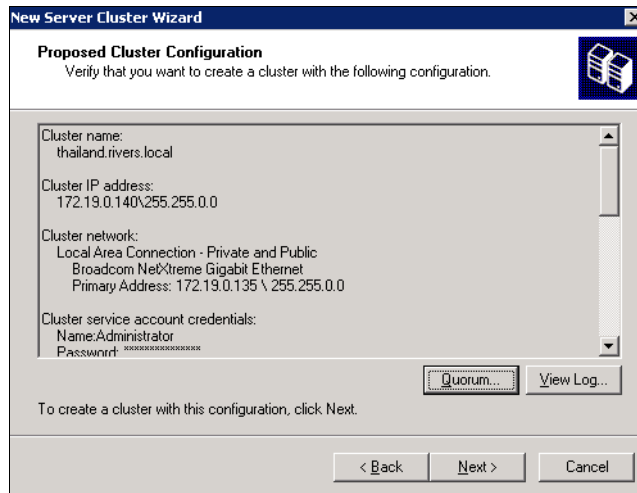 New Server Cluster Wizard
Proposed Cluster Configuration
Verify that you want to create a cluster with the following configuration.
Cluster name:
thailand.rivers.local
Cluster IP address:
172.19.0.140\255.255.0.0
Cluster network:
Local Area Connection - Private and Public
Broadcom NetXtreme Gigabit Ethernet
Primary Address: 172.19.0.135 \ 255.255.0.0
Cluster service account credentials:
Name:Administrator
Password: ***************
Quorum... View Log...
To create a cluster with this configuration, click Next.
< Back Next > Cancel